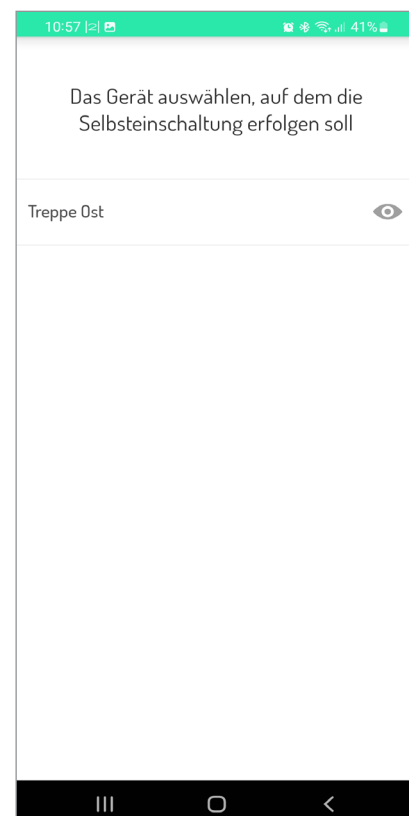 10:57 41%
Das Gerät auswählen, auf dem die
Selbsteinschaltung erfolgen soll
Treppe Ost